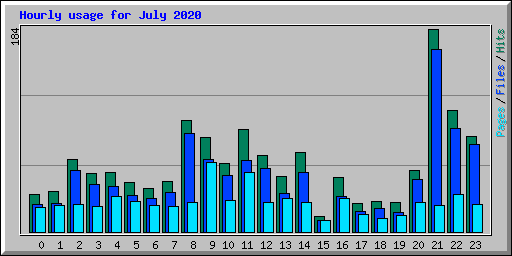 Hourly usage for July 2020
184
Pages/Files/Hits
0 1 2 3 4 5 6 7 8 9 10 11 12 13 14 15 16 17 18 19 20 21 22 23